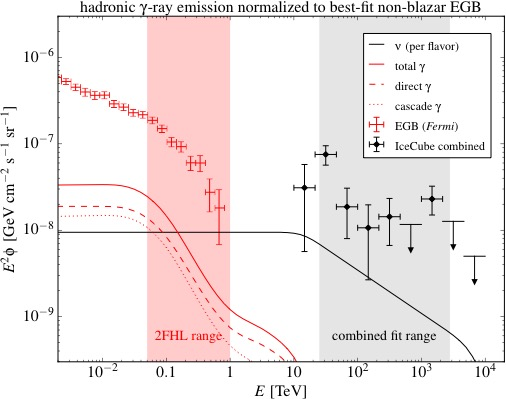 hadronic γ-ray emission normalized to best-fit non-blazar EGB
10⁻⁶
10⁻⁷
10⁻⁸
10⁻⁹
E²ϕ [GeV cm⁻² s⁻¹ sr⁻¹]
ν (per flavor)
total γ
direct γ
cascade γ
EGB (Fermi)
IceCube combined
2FHL range
combined fit range
10⁻² 0.1 1 10 10² 10³ 10⁴
E [TeV]